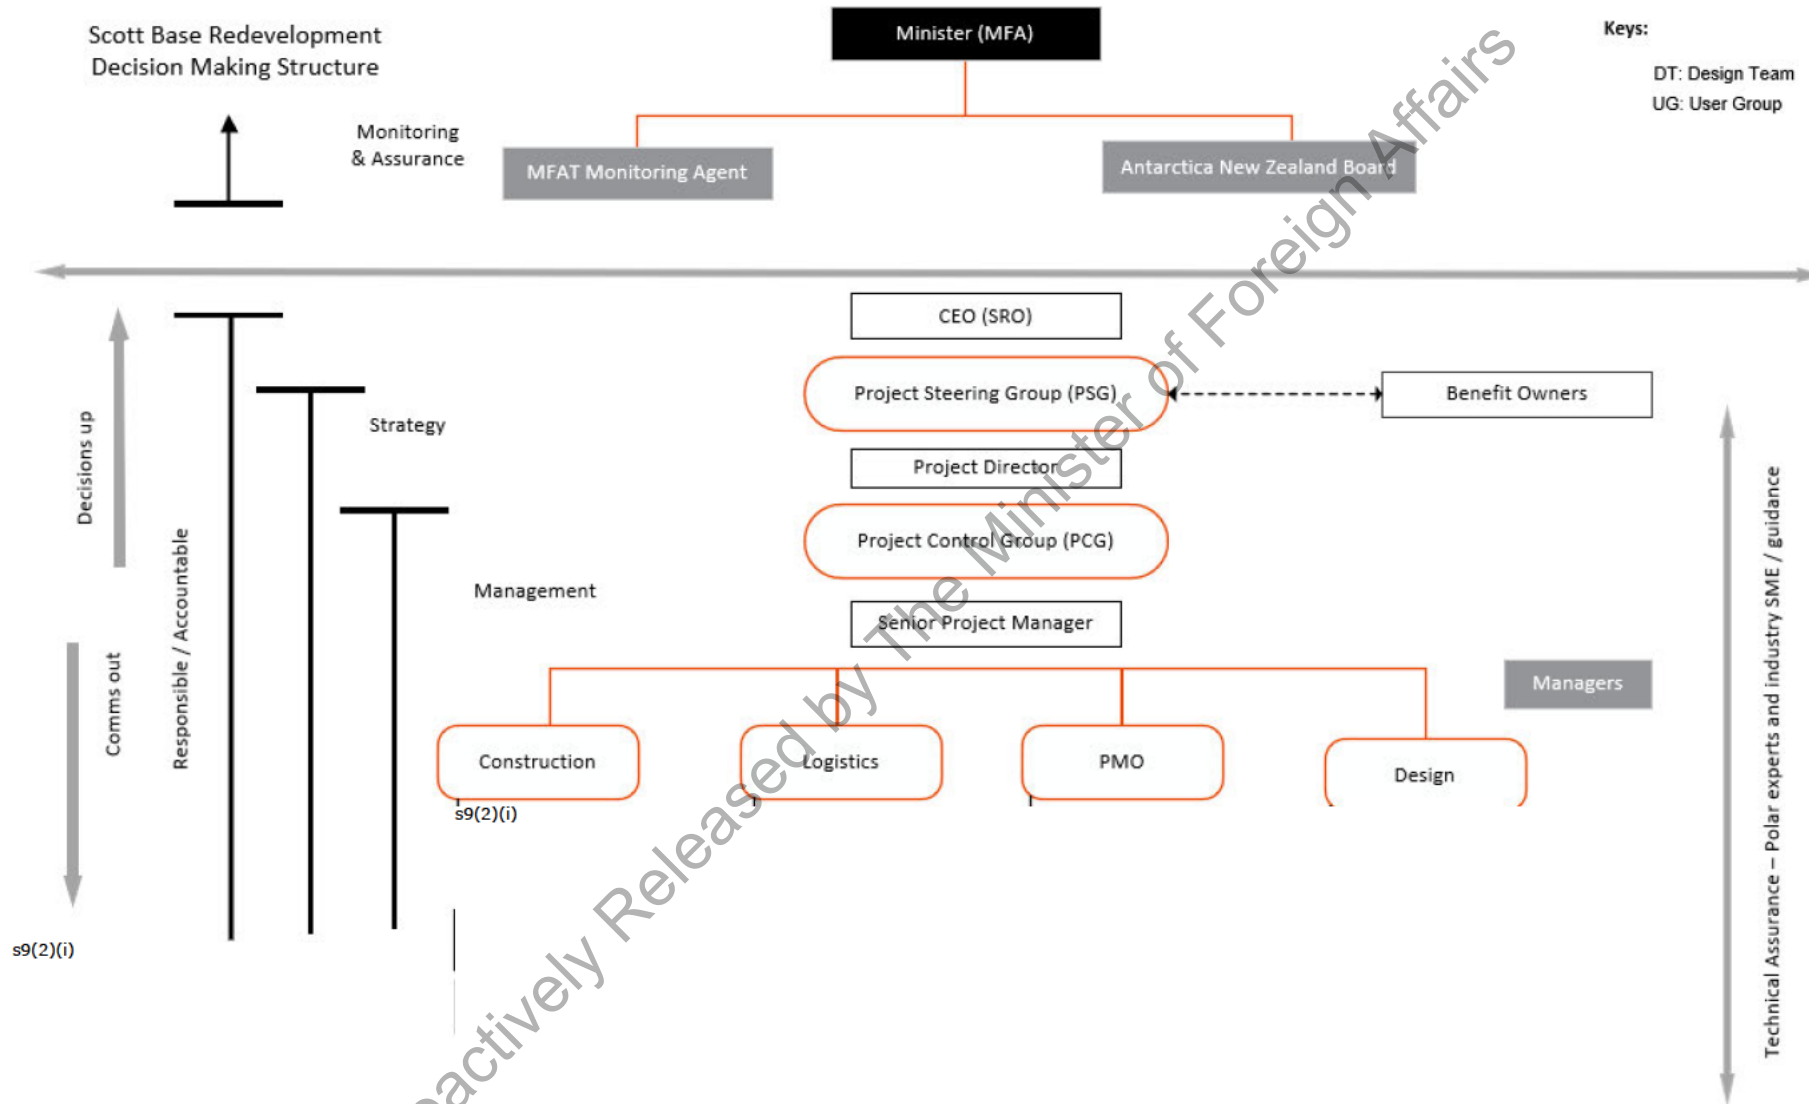 Scott Base Redevelopment
Decision Making Structure
Minister (MFA)
Keys:
DT: Design Team
UG: User Group
Monitoring
& Assurance
MFAT Monitoring Agent
Antarctica New Zealand Board
CEO (SRO)
Project Steering Group (PSG)
Benefit Owners
Strategy
Project Director
Project Control Group (PCG)
Management
Senior Project Manager
Managers
Construction
Logistics
PMO
Design
s9(2)(i)
s9(2)(i)
Decisions up
Comms out
Responsible / Accountable
Technical Assurance – Polar experts and industry SME / guidance
Released by The Minister of Foreign Affairs